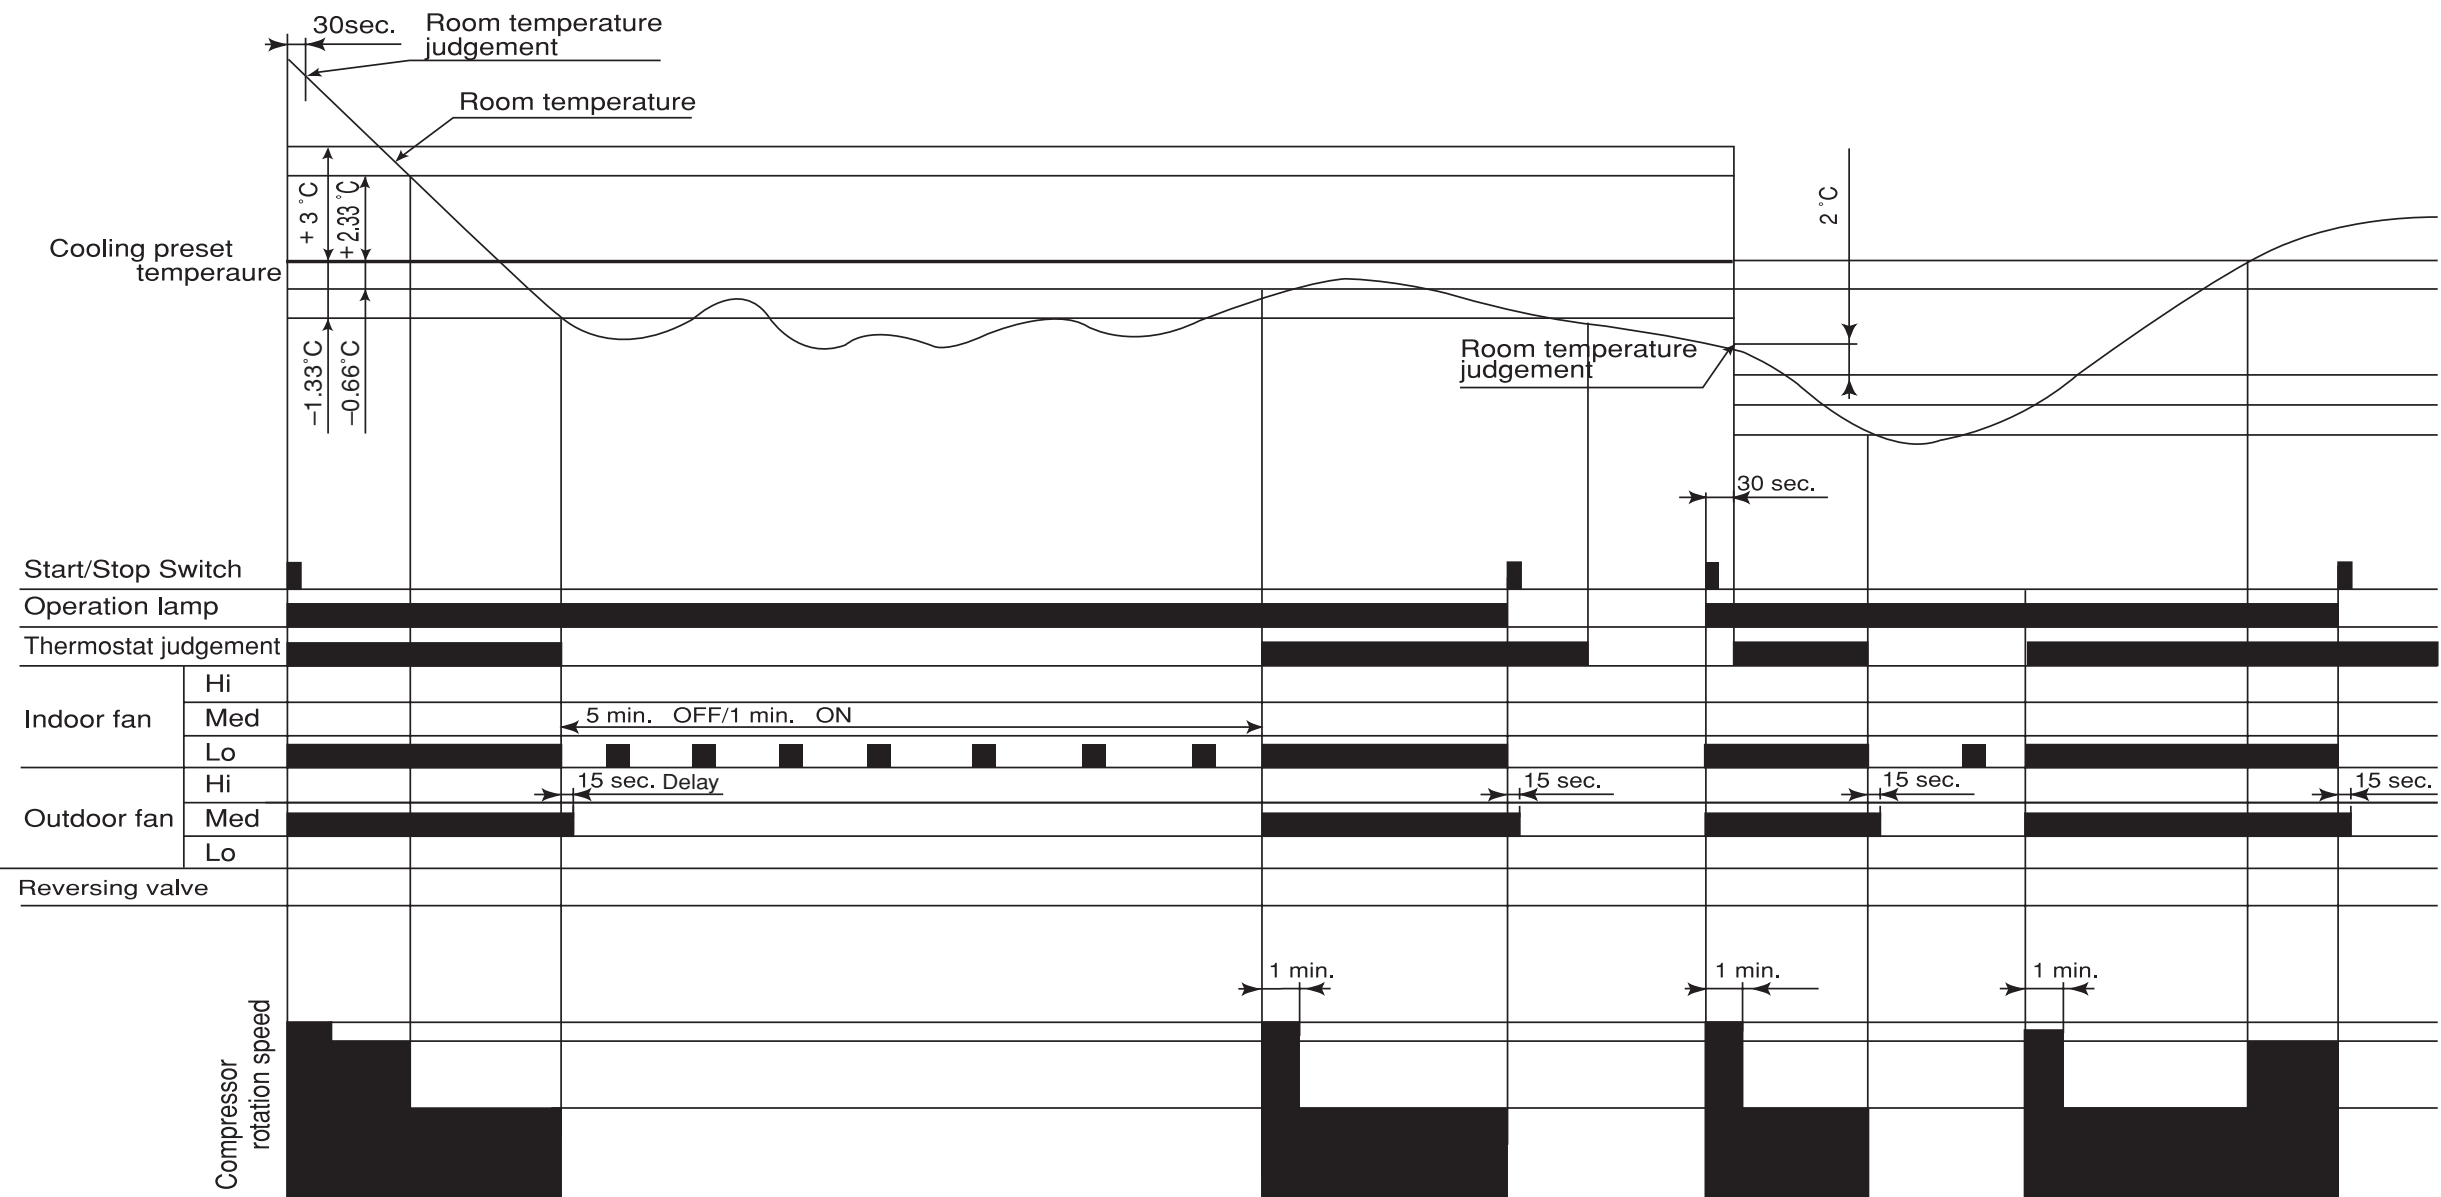 30sec.
Room temperature
judgement
Room temperature
+ 3 ˚C
+ 2.33 ˚C
2 ˚C
Cooling preset
temperaure
−1.33˚C
−0.66˚C
Room temperature
judgement
30 sec.
Start/Stop Switch
Operation lamp
Thermostat judgement
Indoor fan
Hi
Med
5 min. OFF/1 min. ON
Lo
Outdoor fan
Hi
15 sec. Delay
15 sec.
15 sec.
15 sec.
Med
Lo
Reversing valve
1 min.
1 min.
1 min.
Compressor
rotation speed